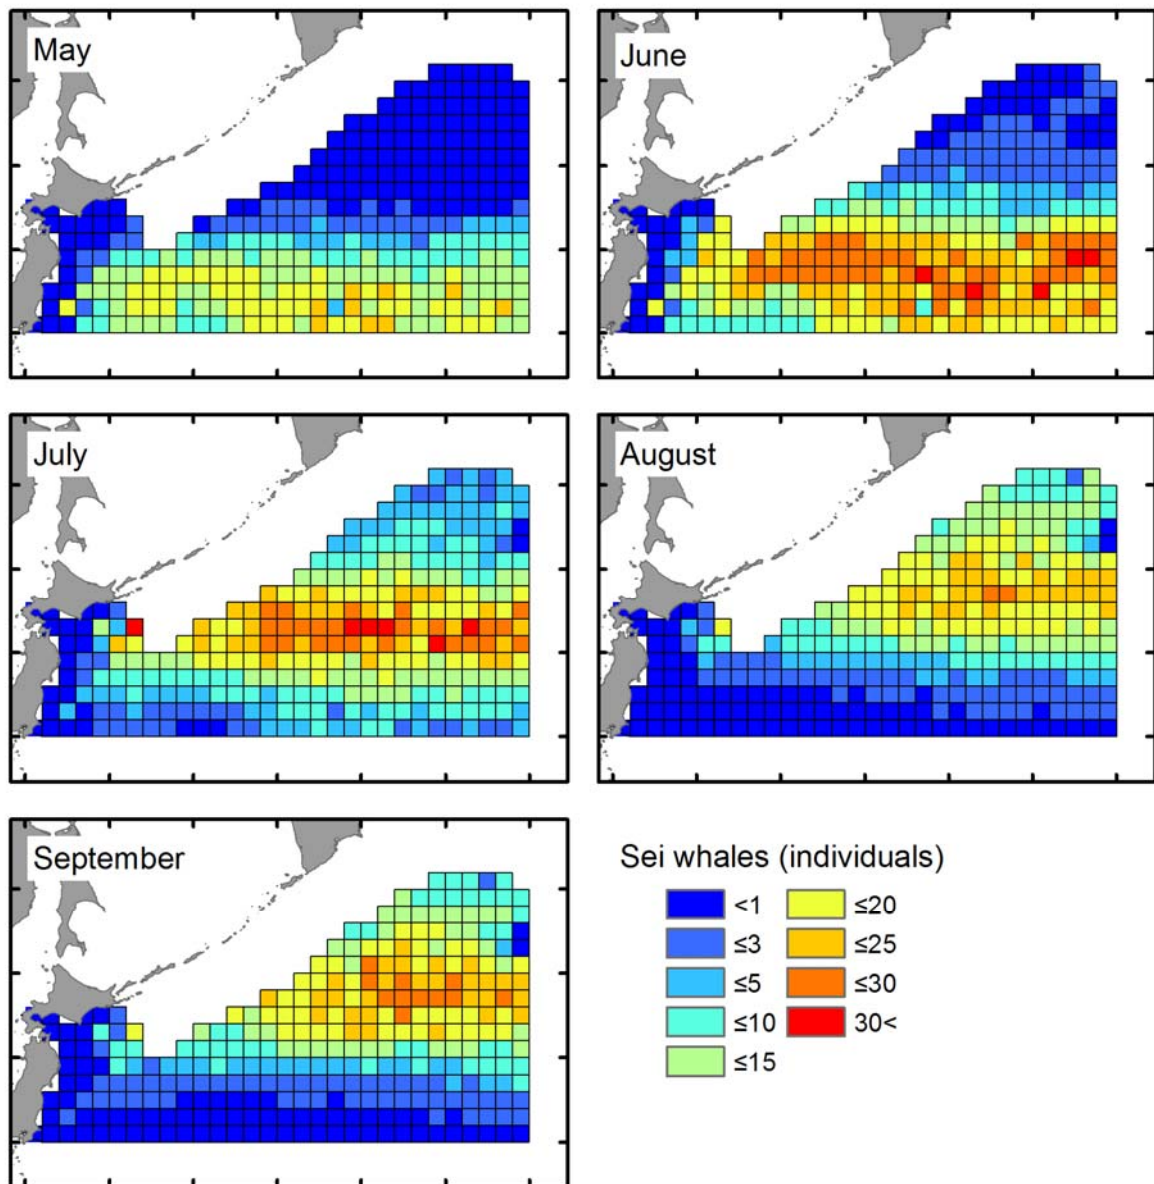 May
June
July
August
September
Sei whales (individuals)
<1
≤20
≤3
≤25
≤5
≤30
≤10
30<
≤15